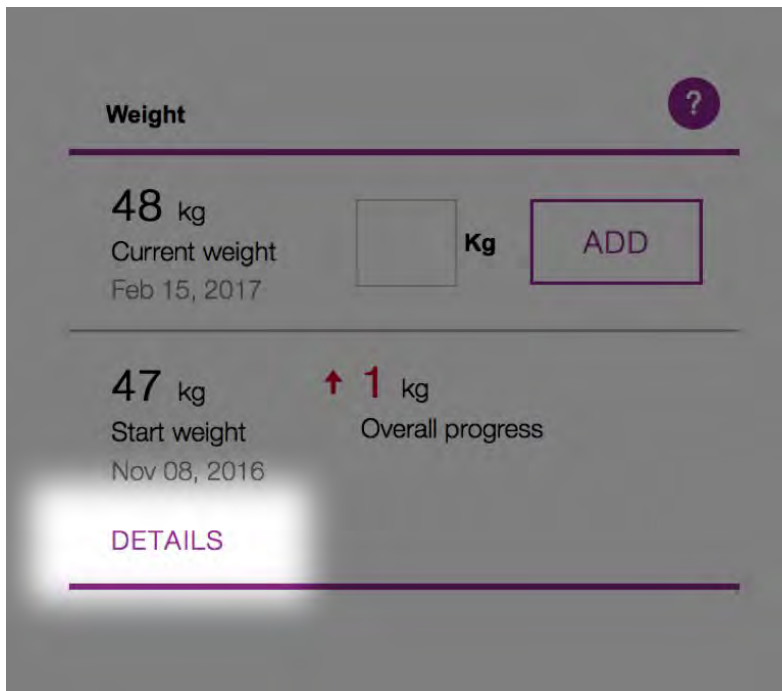 Weight
?
48 kg
Current weight
Feb 15, 2017
Kg
ADD
47 kg
Start weight
Nov 08, 2016
1 kg
Overall progress
DETAILS